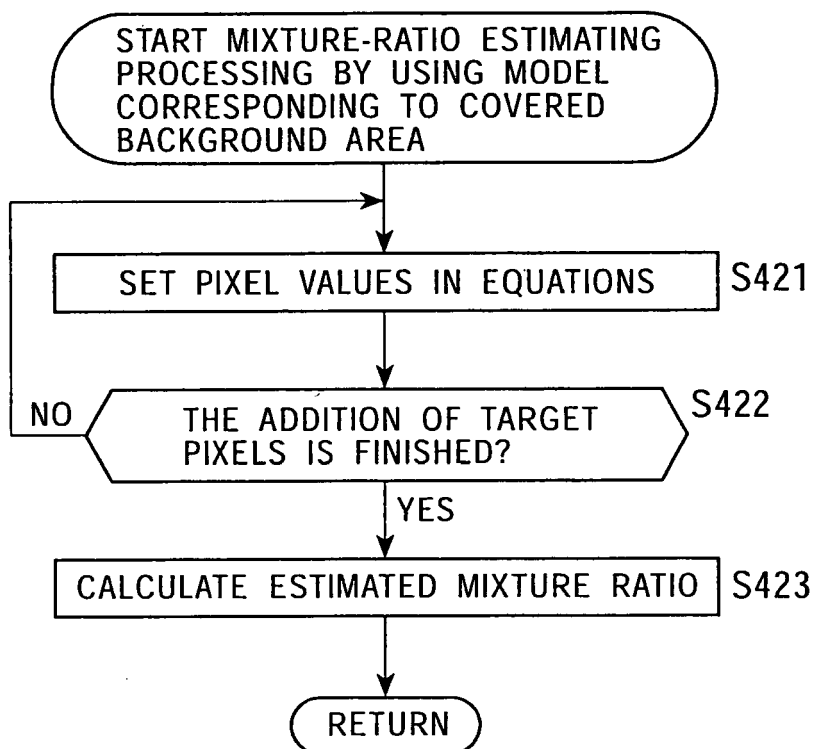 START MIXTURE-RATIO ESTIMATING
PROCESSING BY USING MODEL
CORRESPONDING TO COVERED
BACKGROUND AREA
SET PIXEL VALUES IN EQUATIONS
S421
THE ADDITION OF TARGET
PIXELS IS FINISHED?
S422
NO
YES
CALCULATE ESTIMATED MIXTURE RATIO
S423
RETURN